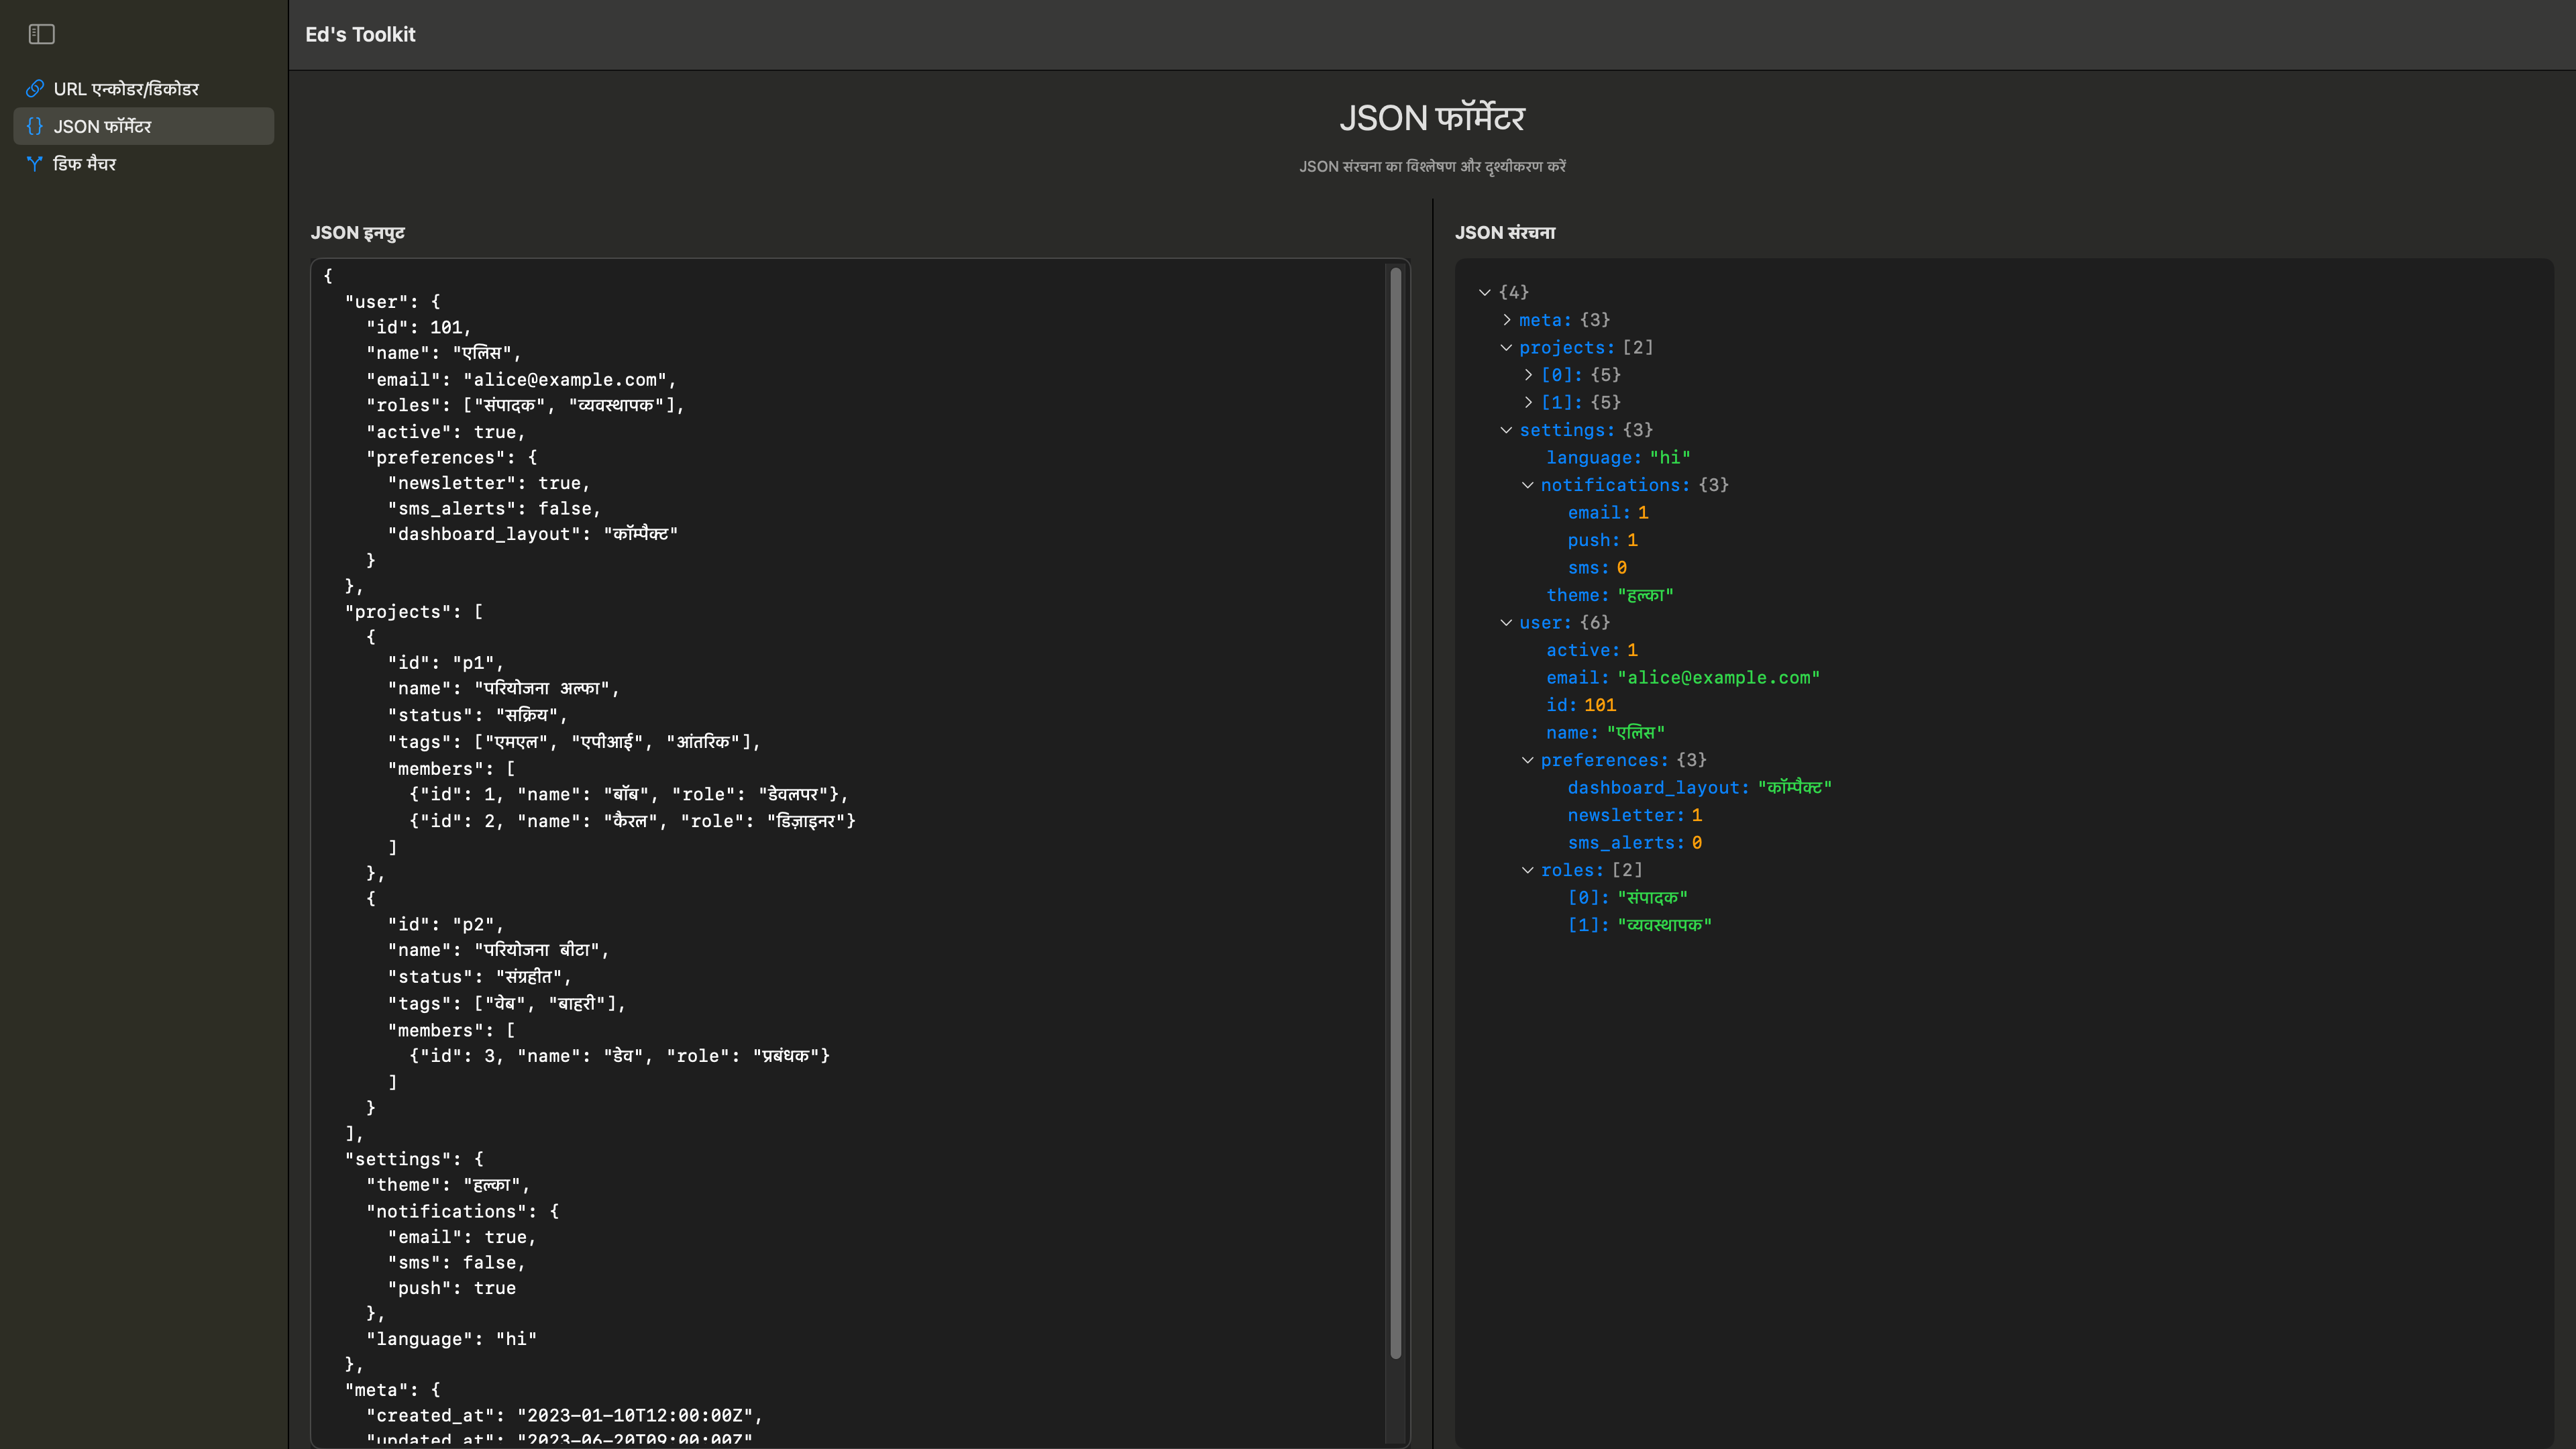 Ed's Toolkit
URL एन्कोडर/डिकोडर
JSON फॉर्मेटर
डिफ मैचर
JSON फॉर्मेटर
JSON संरचना का विश्लेषण और दृश्यीकरण करें
JSON इनपुट
{
"user": {
"id": 101,
"name": "एलिस",
"email": "alice@example.com",
"roles": ["संपादक", "व्यवस्थापक"],
"active": true,
"preferences": {
"newsletter": true,
"sms_alerts": false,
"dashboard_layout": "कॉम्पैक्ट"
}
},
"projects": [
{
"id": "p1",
"name": "परियोजना अल्फा",
"status": "सक्रिय",
"tags": ["एमएल", "एपीआई", "आंतरिक"],
"members": [
{"id": 1, "name": "बॉब", "role": "डेवलपर"},
{"id": 2, "name": "कैरल", "role": "डिज़ाइनर"}
]
},
{
"id": "p2",
"name": "परियोजना बीटा",
"status": "संग्रहीत",
"tags": ["वेब", "बाहरी"],
"members": [
{"id": 3, "name": "डेव", "role": "प्रबंधक"}
]
}
],
"settings": {
"theme": "हल्का",
"notifications": {
"email": true,
"sms": false,
"push": true
},
"language": "hi"
},
"meta": {
"created_at": "2023-01-10T12:00:00Z",
"updated_at": "2023-06-20T09:00:00Z"
JSON संरचना
{4}
meta: {3}
projects: [2]
[0]: {5}
[1]: {5}
settings: {3}
language: "hi"
notifications: {3}
email: 1
push: 1
sms: 0
theme: "हल्का"
user: {6}
active: 1
email: "alice@example.com"
id: 101
name: "एलिस"
preferences: {3}
dashboard_layout: "कॉम्पैक्ट"
newsletter: 1
sms_alerts: 0
roles: [2]
[0]: "संपादक"
[1]: "व्यवस्थापक"